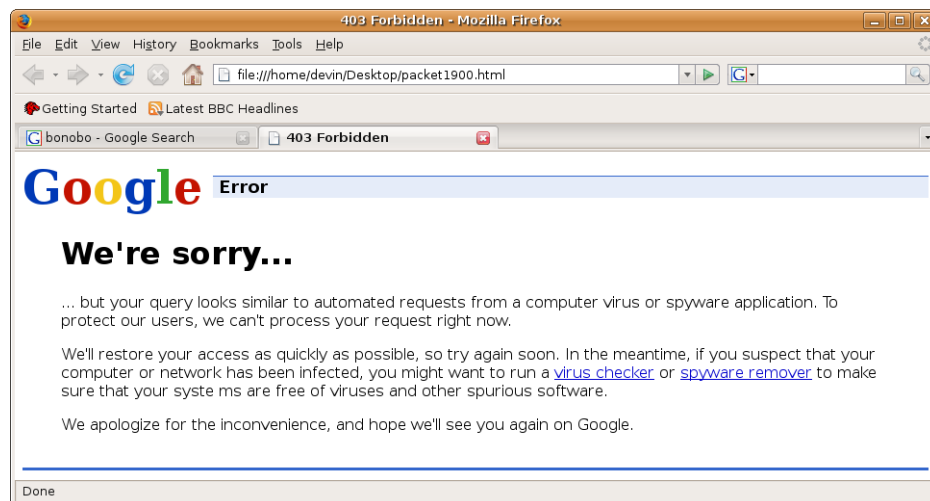 403 Forbidden - Mozilla Firefox
File Edit View History Bookmarks Tools Help
file:///home/devin/Desktop/packet1900.html
G
Getting Started Latest BBC Headlines
G bonobo - Google Search 403 Forbidden
Google Error
We're sorry...
... but your query looks similar to automated requests from a computer virus or spyware application. To
protect our users, we can't process your request right now.
We'll restore your access as quickly as possible, so try again soon. In the meantime, if you suspect that your
computer or network has been infected, you might want to run a virus checker or spyware remover to make
sure that your syste ms are free of viruses and other spurious software.
We apologize for the inconvenience, and hope we'll see you again on Google.
Done